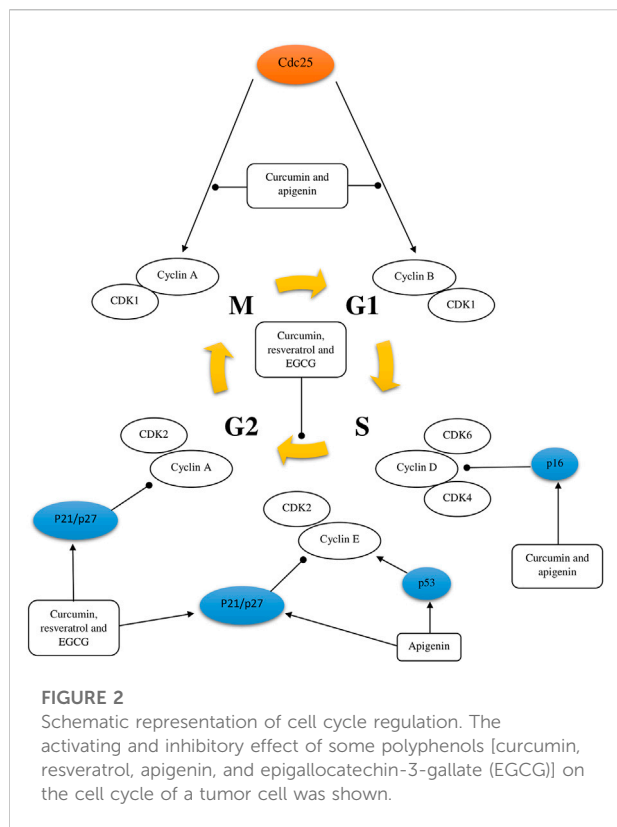 Cdc25
Curcumin and
apigenin
Cyclin A
CDK1
Cyclin B
CDK1
M
G1
Curcumin,
resveratrol and
EGCG
G2
S
CDK2
Cyclin A
CDK6
Cyclin D
CDK4
p16
CDK2
Cyclin E
P21/p27
P21/p27
p53
Curcumin and
apigenin
Curcumin,
resveratrol and
EGCG
Apigenin
FIGURE 2
Schematic representation of cell cycle regulation. The
activating and inhibitory effect of some polyphenols [curcumin,
resveratrol, apigenin, and epigallocatechin-3-gallate (EGCG)] on
the cell cycle of a tumor cell was shown.